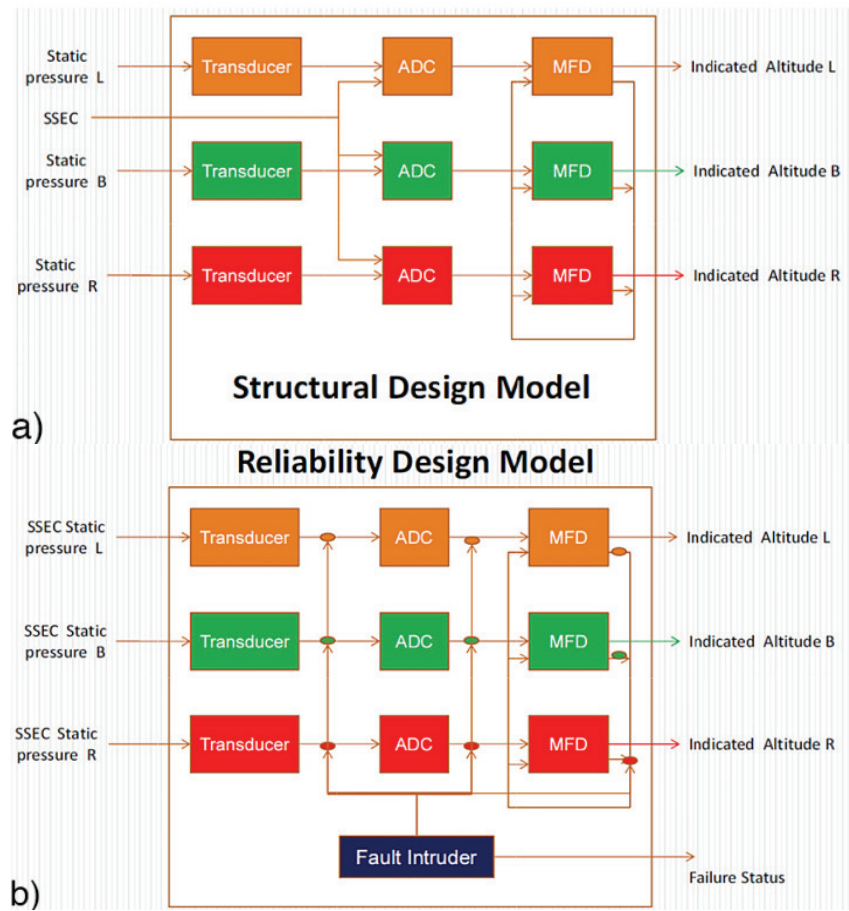 Static
pressure L
Transducer
ADC
MFD
Indicated Altitude L
SSEC
Static
pressure B
Transducer
ADC
MFD
Indicated Altitude B
Static
pressure R
Transducer
ADC
MFD
Indicated Altitude R
Structural Design Model
a)
Reliability Design Model
SSEC Static
pressure L
Transducer
ADC
MFD
Indicated Altitude L
SSEC Static
pressure B
Transducer
ADC
MFD
Indicated Altitude B
SSEC Static
pressure R
Transducer
ADC
MFD
Indicated Altitude R
Fault Intruder
Failure Status
b)